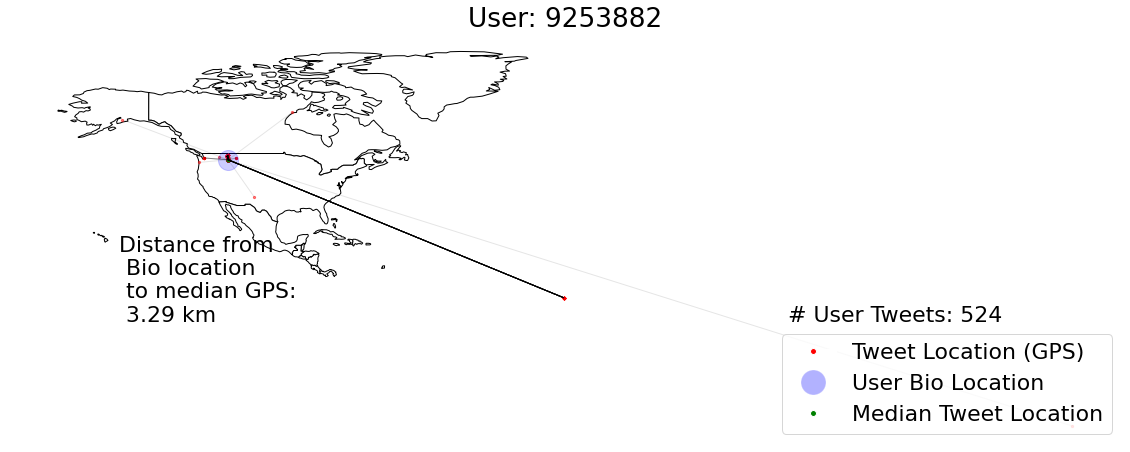 User: 9253882
Distance from
Bio location
to median GPS:
3.29 km
# User Tweets: 524
Tweet Location (GPS)
User Bio Location
Median Tweet Location